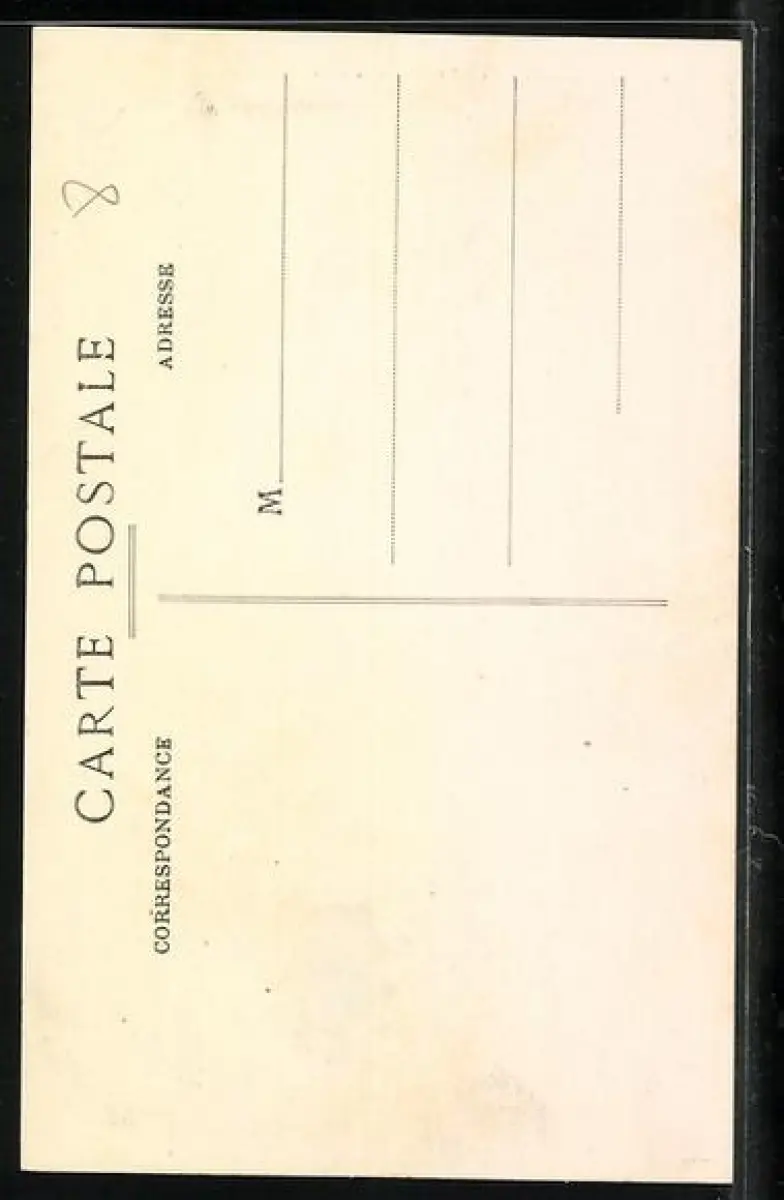 CARTE POSTALE
8
CORRESPONDANCE
ADRESSE
M